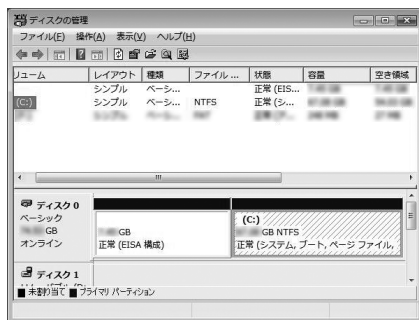 ディスクの管理
ファイル(F) 操作(A) 表示(V) ヘルプ(H)
リューム レイアウト 種類 ファイル ... 状態 容量 空き領域
シンプル ベーシ... 正常 (EIS...
(C:) シンプル ベーシ... NTFS 正常 (シ...
ディスク 0
ベーシック
GB
オンライン
GB
正常 (EISA 構成)
(C:)
GB NTFS
正常 (システム, ブート, ページ ファイル,
ディスク 1
未割り当て プライマリ パーティション